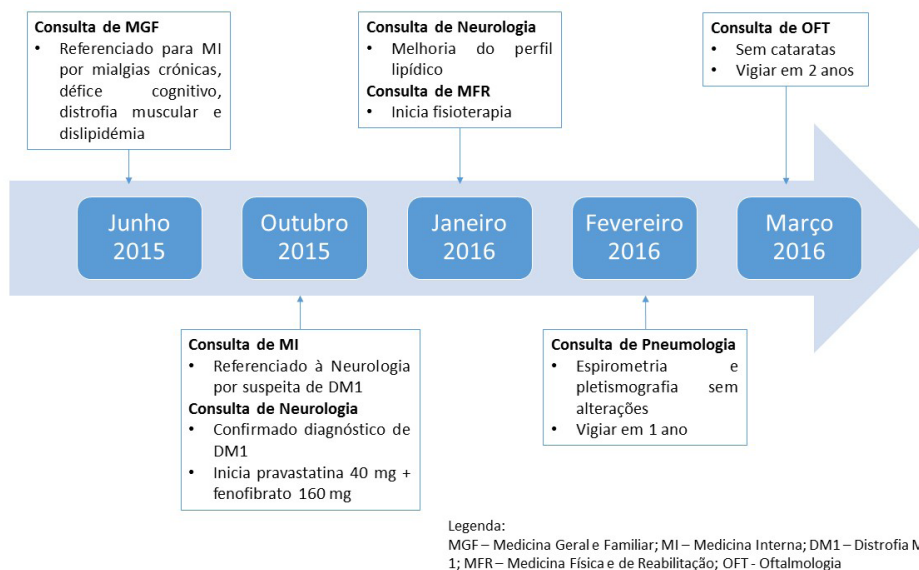 Consulta de MGF
• Referenciado para MI
por mialgias crónicas,
défice cognitivo,
distrofia muscular e
dislipidémia
Consulta de Neurologia
• Melhoria do perfil
lipídico
Consulta de MFR
• Inicia fisioterapia
Consulta de OFT
• Sem cataratas
• Vigiar em 2 anos
Junho
2015
Outubro
2015
Janeiro
2016
Fevereiro
2016
Março
2016
Consulta de MI
• Referenciado à Neurologia
por suspeita de DM1
Consulta de Neurologia
• Confirmado diagnóstico de
DM1
• Inicia pravastatina 40 mg +
fenofibrato 160 mg
Consulta de Pneumologia
• Espirometria e
pletismografia sem
alterações
• Vigiar em 1 ano
Legenda:
MGF – Medicina Geral e Familiar; MI – Medicina Interna; DM1 – Distrofia M
1; MFR – Medicina Física e de Reabilitação; OFT - Oftalmologia